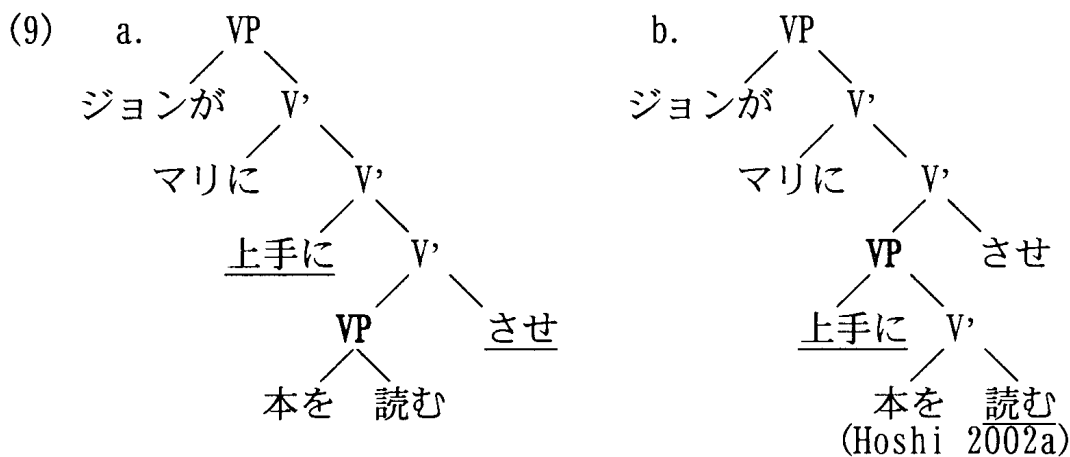 (9) a. VP b. VP
ジョンが V’ ジョンが V’
マリに V’ マリに V’
上手に V’ VP させ
VP させ 上手に V’
本を 読む 本を 読む
(Hoshi 2002a)